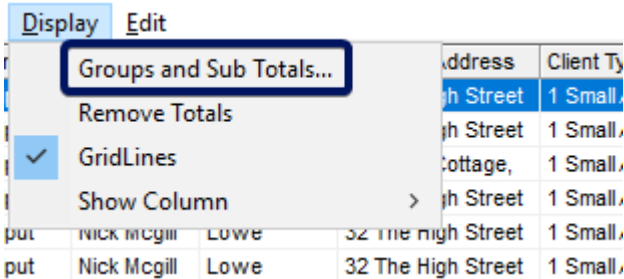 Display Edit
Address Client Ty
Groups and Sub Totals...
gh Street 1 Small
Remove Totals
gh Street 1 Small
GridLines
Cottage, 1 Small
Show Column >
gh Street 1 Small
put Nick Mcgill Lowe 32 The High Street 1 Small
put Nick Mcgill Lowe 32 The High Street 1 Small